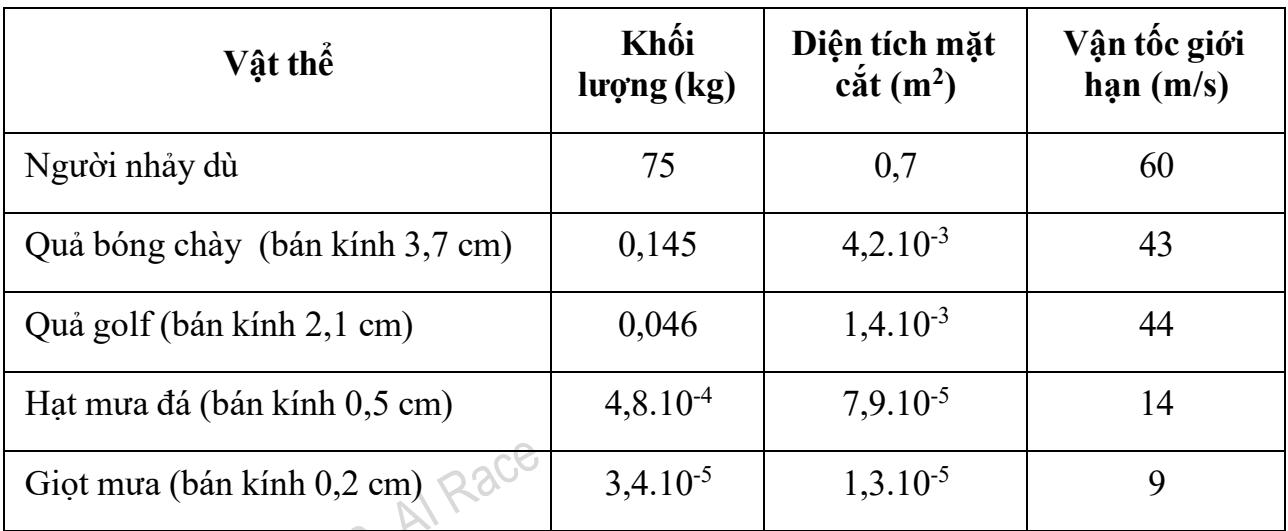 Vật thể
Khối lượng (kg)
Diện tích mặt cắt (m²)
Vận tốc giới hạn (m/s)
Người nhảy dù
75
0,7
60
Quả bóng chày (bán kính 3,7 cm)
0,145
4,2.10⁻³
43
Quả golf (bán kính 2,1 cm)
0,046
1,4.10⁻³
44
Hạt mưa đá (bán kính 0,5 cm)
4,8.10⁻⁴
7,9.10⁻⁵
14
Giọt mưa (bán kính 0,2 cm)
3,4.10⁻⁵
1,3.10⁻⁵
9
AI Race